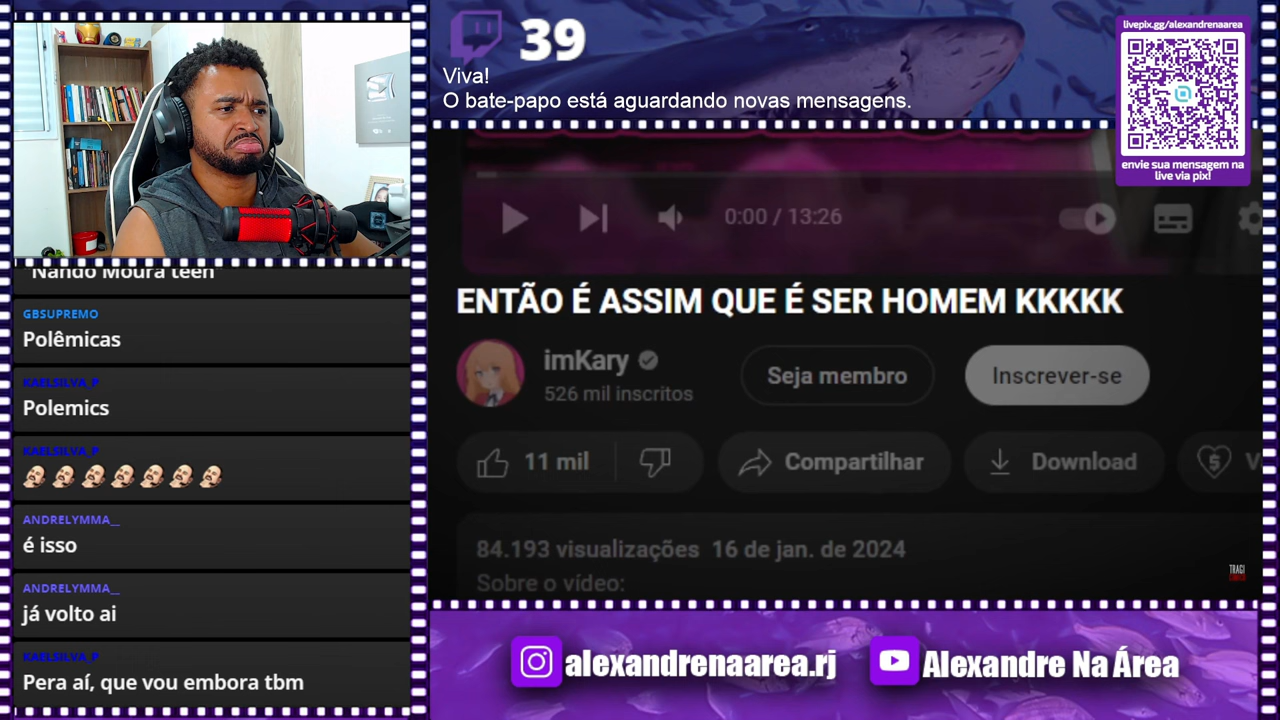 39
Viva!
O bate-papo está aguardando novas mensagens.
livepix.gg/alexandrenaarea
envie sua mensagem na
live via pix!
Nando Moura teen
GBSUPREMO
Polêmicas
KAELSILVA_P
Polemics
KAELSILVA_P
ANDRELYMMA__
é isso
ANDRELYMMA__
já volto ai
KAELSILVA_P
Pera aí, que vou embora tbm
0:00 / 13:26
ENTÃO É ASSIM QUE É SER HOMEM KKKKK
imKary
526 mil inscritos
Seja membro
Inscrever-se
11 mil
Compartilhar
Download
V
84.193 visualizações 16 de jan. de 2024
Sobre o vídeo:
TRAGI
alexandrenaarea.rj
Alexandre Na Área